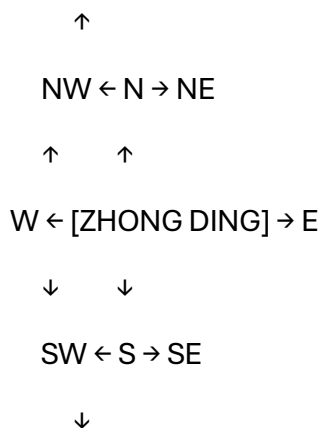 ↑
NW ← N → NE
↑ ↑
W ← [ZHONG DING] → E
↓ ↓
SW ← S → SE
↓